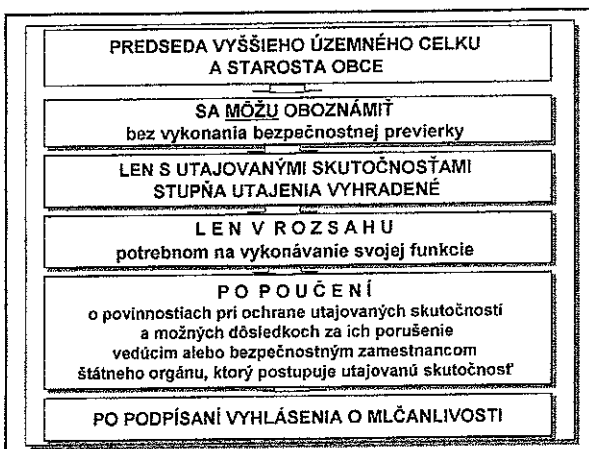 PREDSEDA VYŠŠIEHO ÚZEMNÉHO CELKU
A STAROSTA OBCE
SA MÔŽU OBOZNÁMIŤ
bez vykonania bezpečnostnej previerky
LEN S UTAJOVANÝMI SKUTOČNOSŤAMI
STUPŇA UTAJENIA VYHRADENÉ
LEN V ROZSAHU
potrebnom na vykonávanie svojej funkcie
PO POUČENÍ
o povinnostiach pri ochrane utajovaných skutočností
a možných dôsledkoch za ich porušenie
vedúcim alebo bezpečnostným zamestnancom
štátneho orgánu, ktorý postupuje utajovanú skutočnosť
PO PODPÍSANÍ VYHLÁSENIA O MLČANLIVOSTI